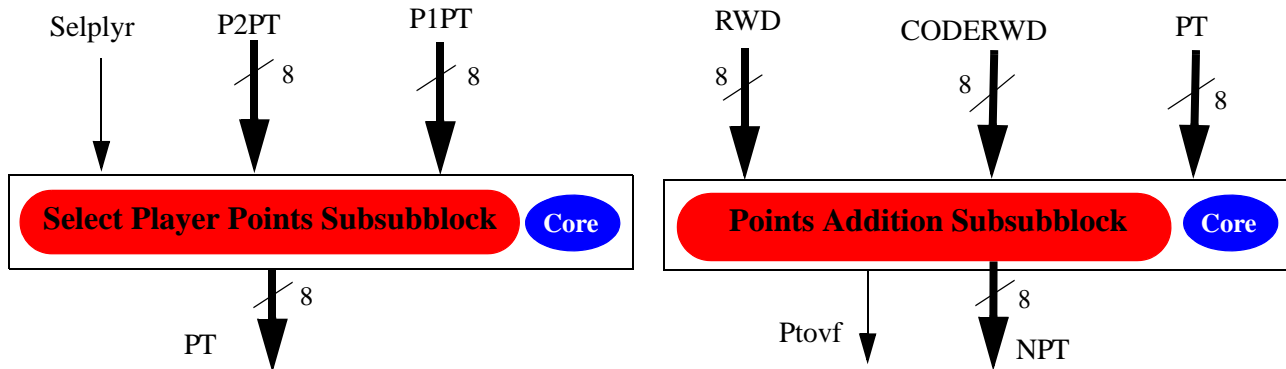 Selplyr
P2PT
P1PT
8
8
Select Player Points Subsubblock
Core
8
PT
RWD
CODERWD
PT
8
8
8
Points Addition Subsubblock
Core
8
Ptovf
NPT